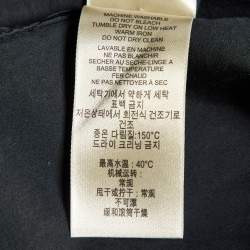 MACHINE WASHABLE
DO NOT BLEACH
TUMBLE DRY ON LOW HEAT
WARM IRON
DO NOT DRY CLEAN
LAVABLE EN MACHINE
NE PAS BLANCHIR
SECHER AU SECHE-LINGE A
BASSE TEMPERATURE
FER CHAUD
NE PAS NETTOYER A SEC
세탁기에서 약하게 세탁
표백 금지
저온상태에서 회전식 건조기로
건조
중온 다림질:150°C
드라이 크리닝 금지
最高水温:40°C
机械运转:
常规
甩干或拧干:常规
不可漂
缓和滚筒干燥